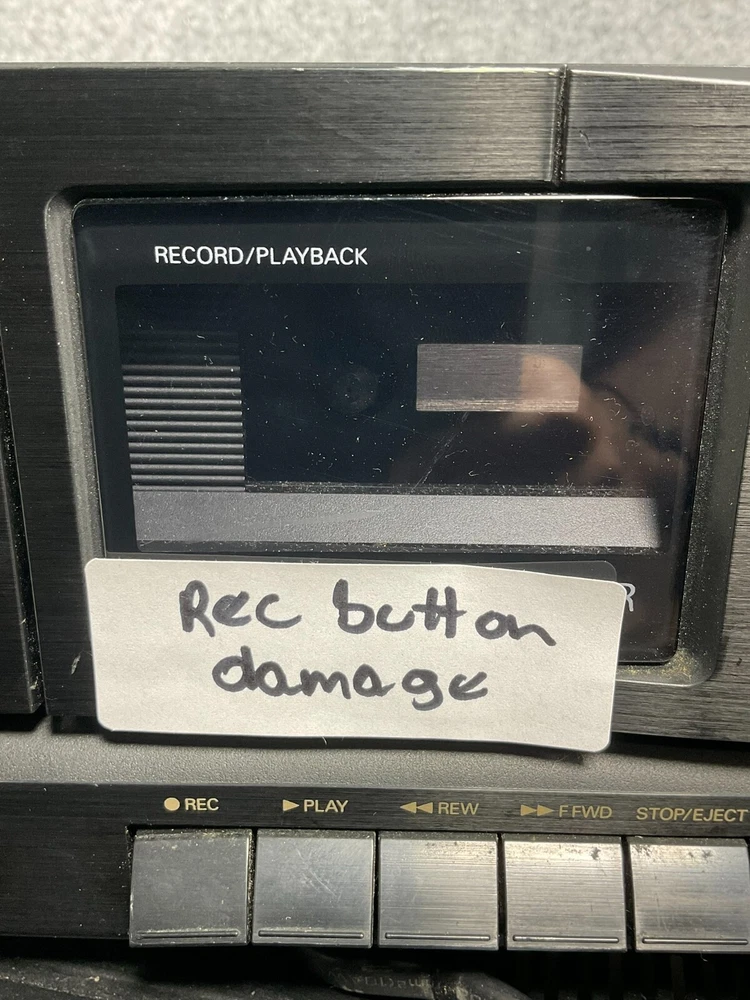 RECORD/PLAYBACK
R
Rec button
damage
● REC
▶ PLAY
◀◀ REW
▶▶ F FWD
STOP/EJECT